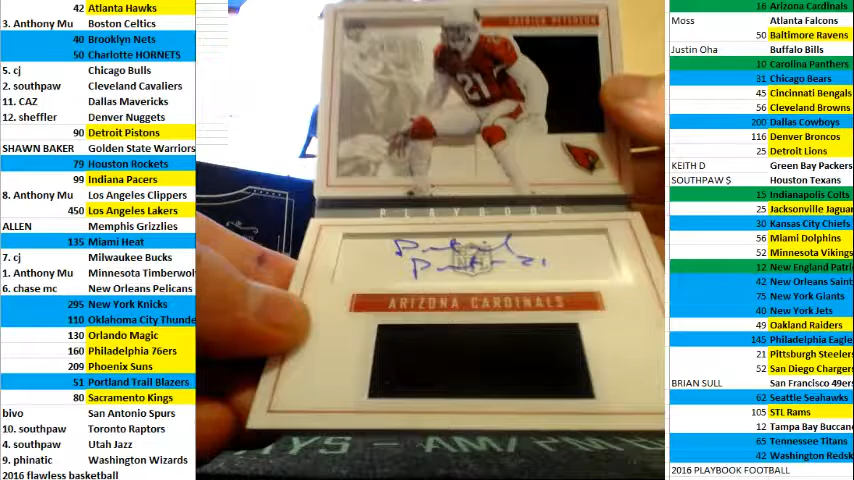 42 Atlanta Hawks
3. Anthony Mu Boston Celtics
40 Brooklyn Nets
50 Charlotte HORNETS
5. cj Chicago Bulls
2. southpaw Cleveland Cavaliers
11. CAZ Dallas Mavericks
12. sheffler Denver Nuggets
90 Detroit Pistons
SHAWN BAKER Golden State Warriors
79 Houston Rockets
99 Indiana Pacers
8. Anthony Mu Los Angeles Clippers
450 Los Angeles Lakers
ALLEN Memphis Grizzlies
135 Miami Heat
7. cj Milwaukee Bucks
1. Anthony Mu Minnesota Timberwol
6. chase mc New Orleans Pelicans
295 New York Knicks
110 Oklahoma City Thunde
130 Orlando Magic
160 Philadelphia 76ers
209 Phoenix Suns
51 Portland Trail Blazers
80 Sacramento Kings
bivo San Antonio Spurs
10. southpaw Toronto Raptors
4. southpaw Utah Jazz
9. phinatic Washington Wizards
2016 flawless basketball
PATRICK PETERSON
21
PLAYBOOK
NFL
ARIZONA CARDINALS
AYS - AM/PM
16 Arizona Cardinals
Moss Atlanta Falcons
50 Baltimore Ravens
Justin Oha Buffalo Bills
10 Carolina Panthers
31 Chicago Bears
45 Cincinnati Bengals
56 Cleveland Browns
200 Dallas Cowboys
116 Denver Broncos
25 Detroit Lions
KEITH D Green Bay Packers
SOUTHPAW $ Houston Texans
15 Indianapolis Colts
25 Jacksonville Jaguar
30 Kansas City Chiefs
56 Miami Dolphins
52 Minnesota Vikings
12 New England Patri
42 New Orleans Saint
75 New York Giants
40 New York Jets
49 Oakland Raiders
145 Philadelphia Eagle
21 Pittsburgh Steelers
52 San Diego Chargers
BRIAN SULL San Francisco 49ers
62 Seattle Seahawks
105 STL Rams
12 Tampa Bay Buccan
65 Tennessee Titans
42 Washington Redsk
2016 PLAYBOOK FOOTBALL